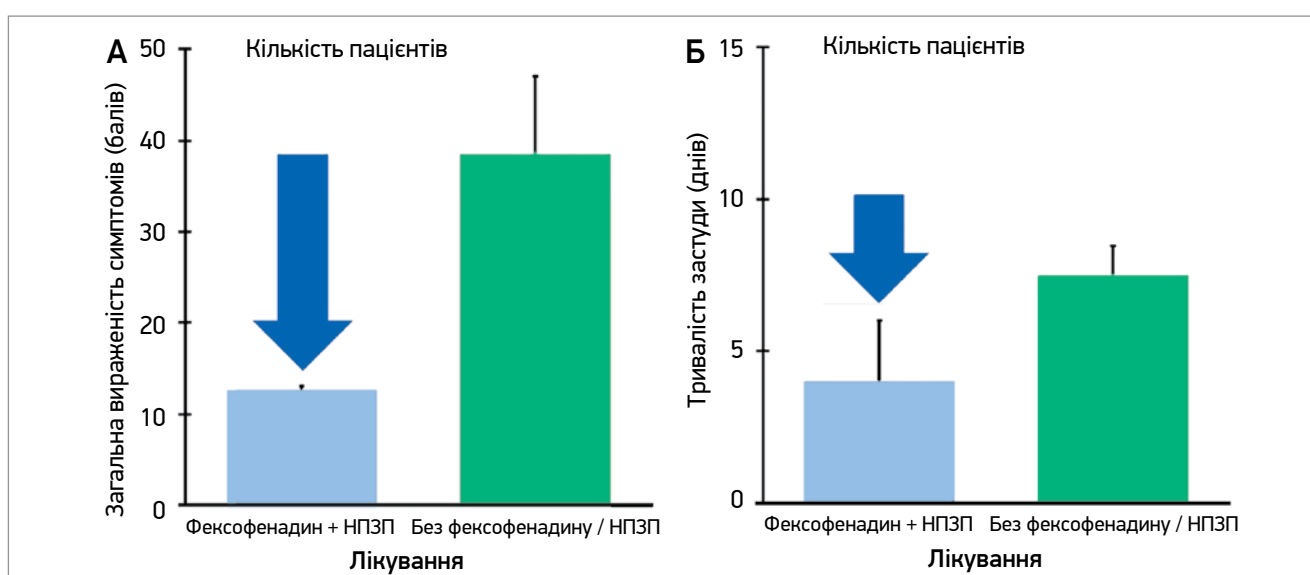 А
Кількість пацієнтів
Загальна вираженість симптомів (балів)
50
40
30
20
10
0
Фексофенадин + НПЗП
Без фексофенадину / НПЗП
Лікування
Б
Кількість пацієнтів
Тривалість застуди (днів)
15
10
5
0
Фексофенадин + НПЗП
Без фексофенадину / НПЗП
Лікування